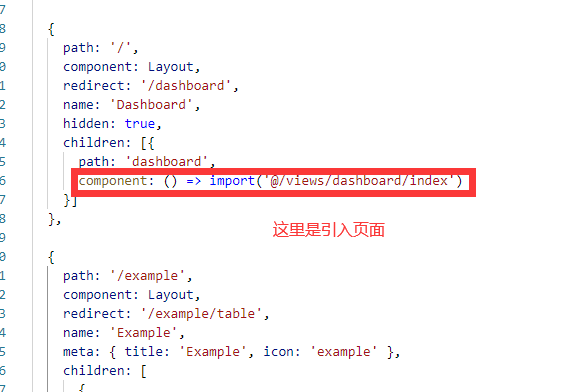 7
8 {
9 path: '/',
0 component: Layout,
1 redirect: '/dashboard',
2 name: 'Dashboard',
3 hidden: true,
4 children: [{
5 path: 'dashboard',
6 component: () => import('@/views/dashboard/index')
7 }]
8 },
9 这里是引入页面
0 {
1 path: '/example',
2 component: Layout,
3 redirect: '/example/table',
4 name: 'Example',
5 meta: { title: 'Example', icon: 'example' },
6 children: [
7 {